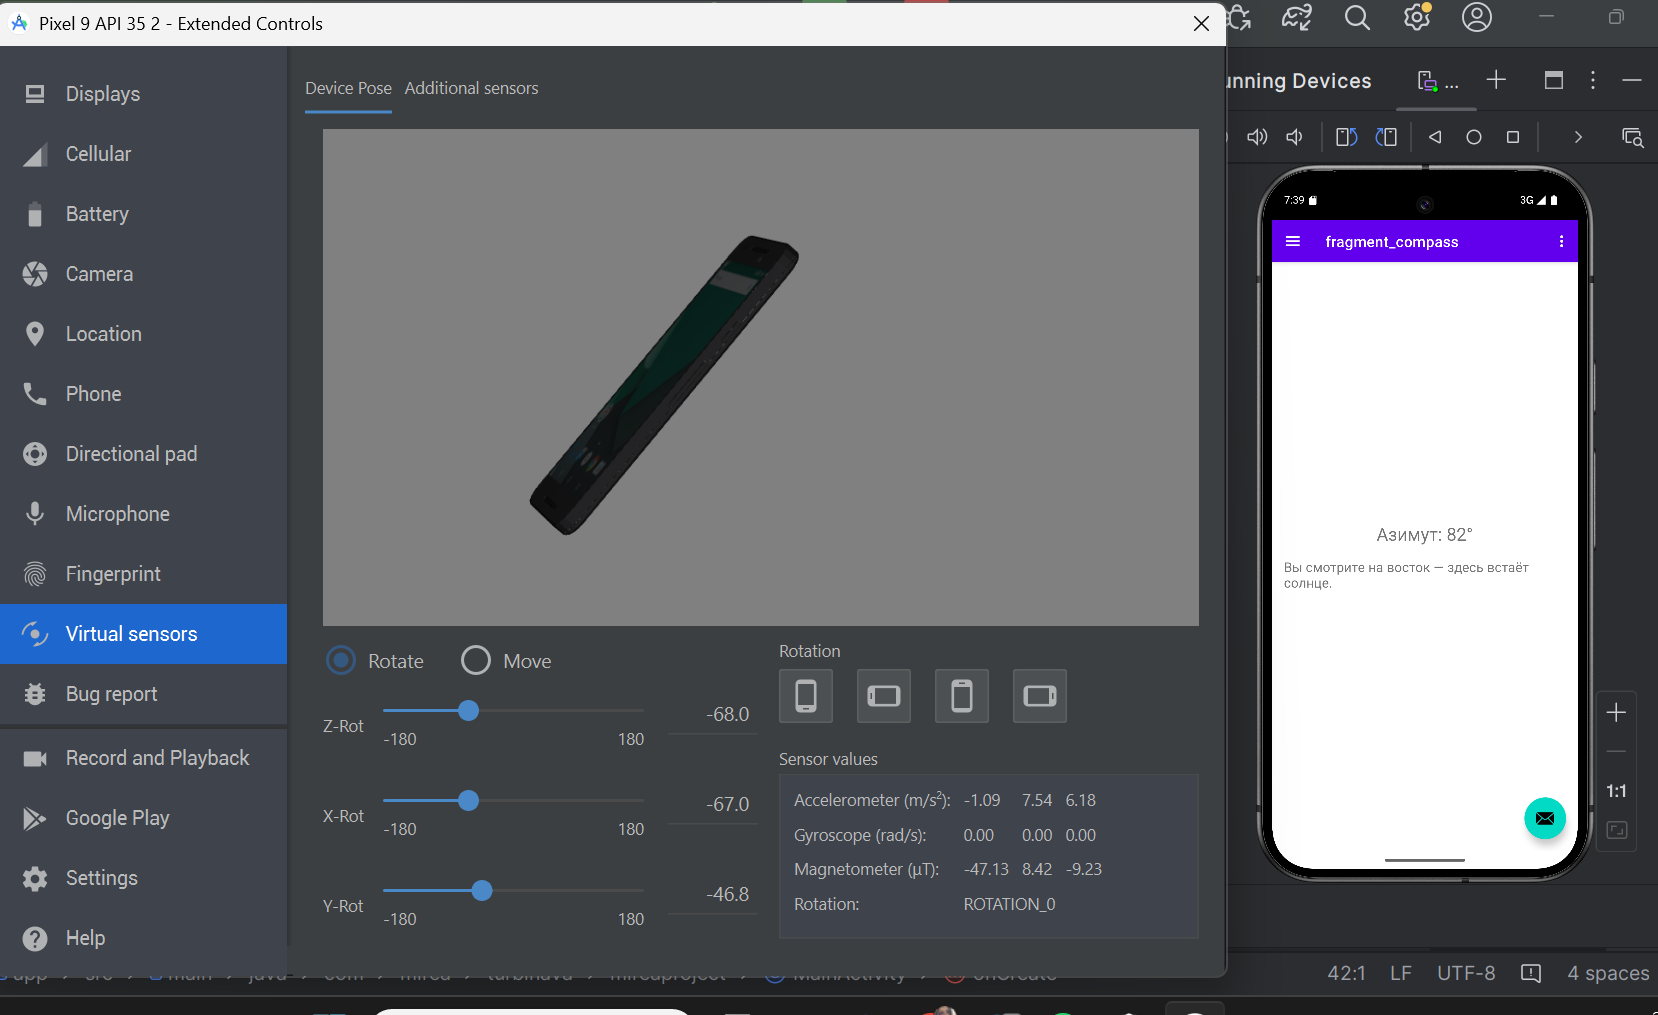 Pixel 9 API 35 2 - Extended Controls
Displays
Cellular
Battery
Camera
Location
Phone
Directional pad
Microphone
Fingerprint
Virtual sensors
Bug report
Record and Playback
Google Play
Settings
Help
Device Pose Additional sensors
Rotate Move
Z-Rot -68.0
-180 180
X-Rot -67.0
-180 180
Y-Rot -46.8
-180 180
Rotation
Sensor values
Accelerometer (m/s²): -1.09 7.54 6.18
Gyroscope (rad/s): 0.00 0.00 0.00
Magnetometer (μT): -47.13 8.42 -9.23
Rotation: ROTATION_0
Devices
...
7:39 3G
fragment_compass
Азимут: 82°
Вы смотрите на восток — здесь встаёт
солнце.
1:1
42:1 LF UTF-8 4 spaces